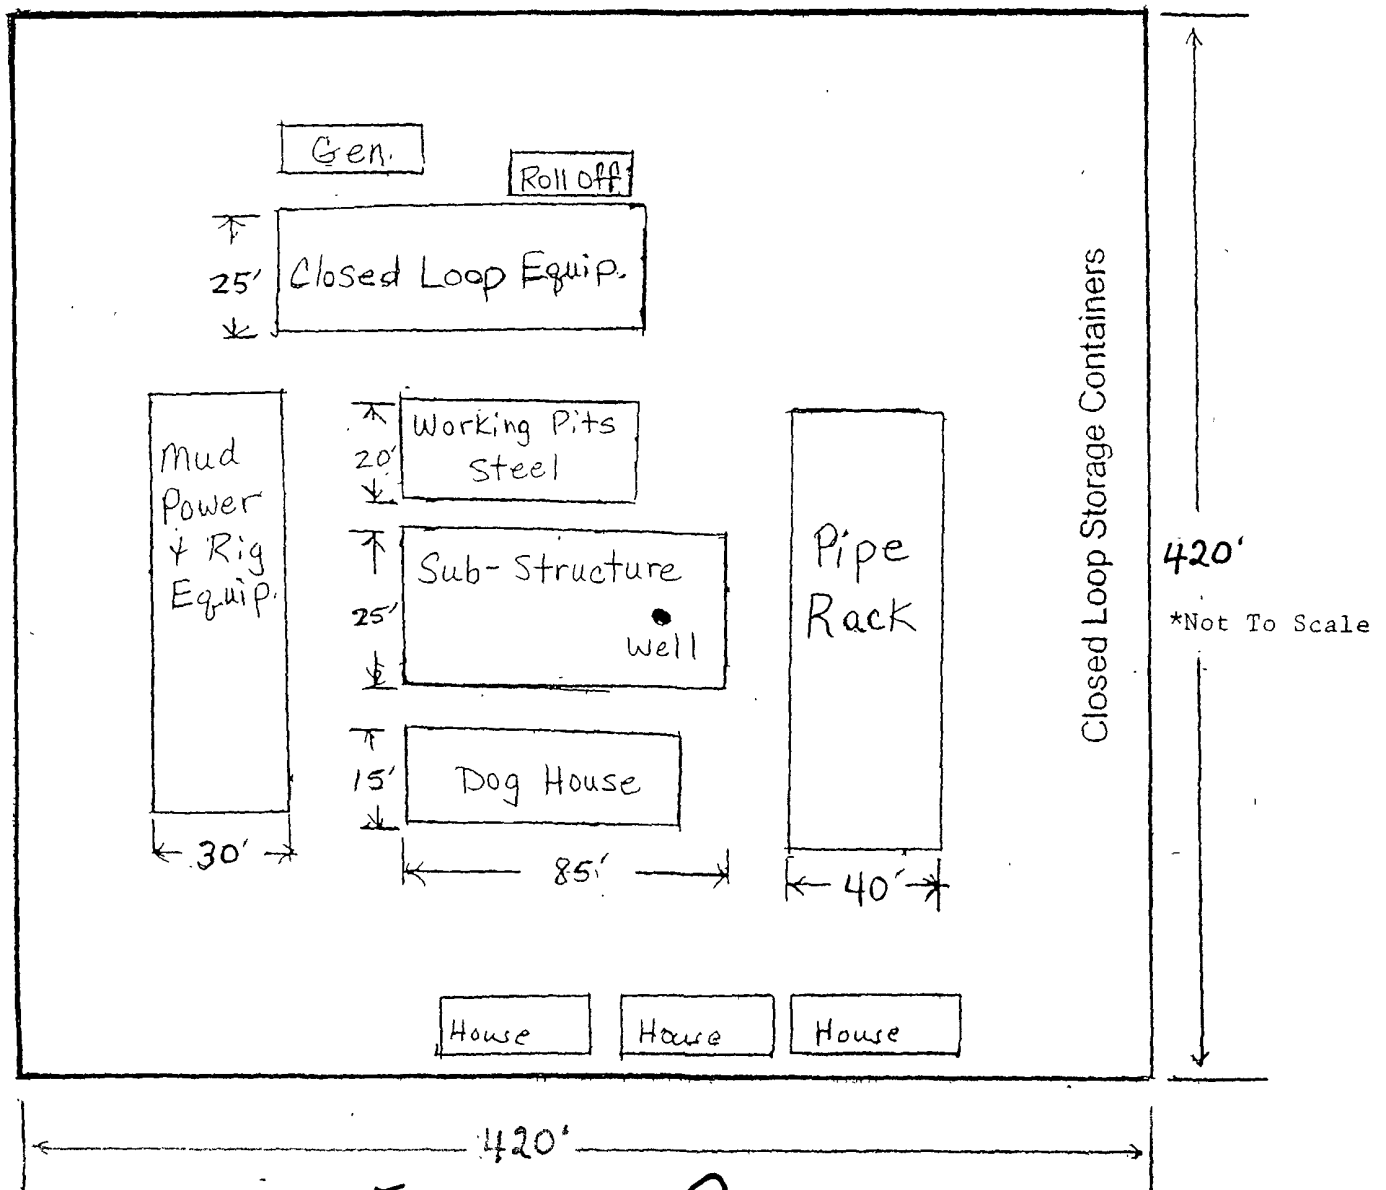 Gen.
Roll off
25'
Closed Loop Equip.
Closed Loop Storage Containers
Mud
Power
+ Rig
Equip.
20'
Working Pits
Steel
25'
Sub-Structure
Well
Pipe
Rack
420'
*Not To Scale
15'
Dog House
30'
85'
40'
House
House
House
420'